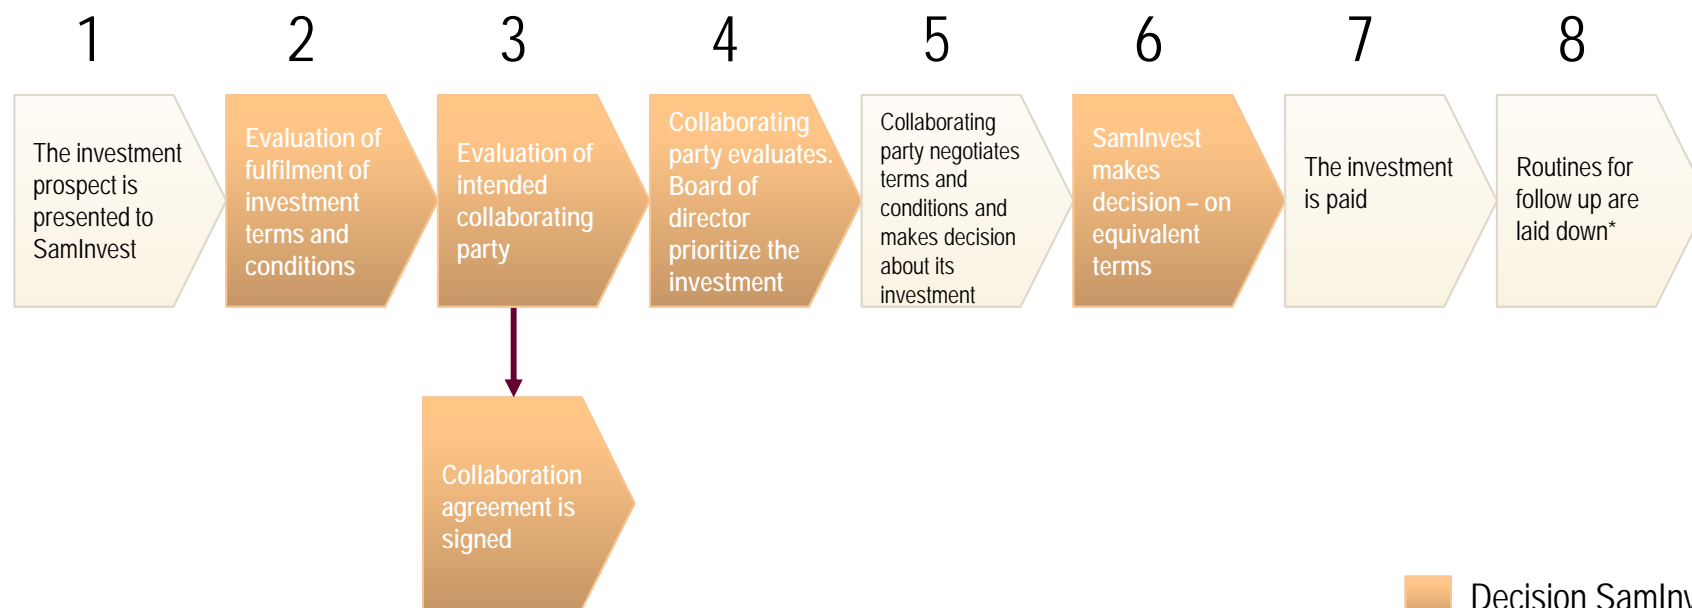 1 2 3 4 5 6 7 8
The investment
prospect is
presented to
SamInvest
Evaluation of
fulfilment of
investment
terms and
conditions
Evaluation of
intended
collaborating
party
Collaborating
party evaluates.
Board of
director
prioritize the
investment
Collaborating
party negotiates
terms and
conditions and
makes decision
about its
investment
SamInvest
makes
decision – on
equivalent
terms
The investment
is paid
Routines for
follow up are
laid down*
Collaboration
agreement is
signed
Decision